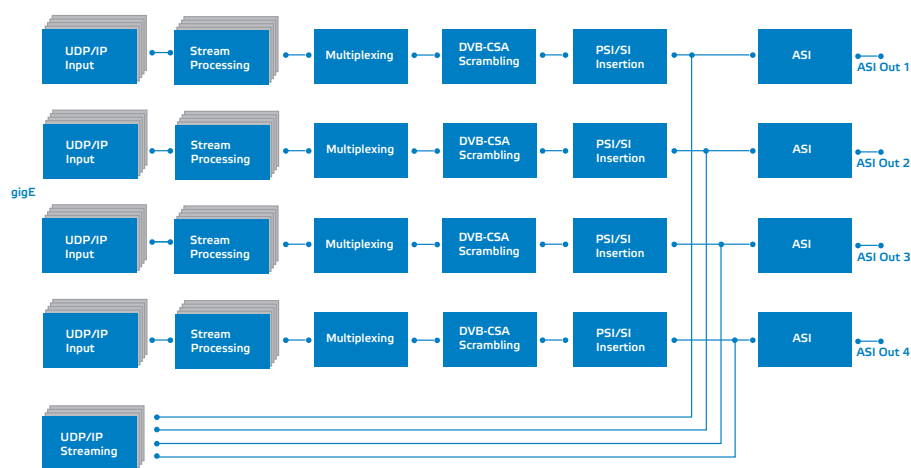 UDP/IP
Input
Stream
Processing
Multiplexing
DVB-CSA
Scrambling
PSI/SI
Insertion
ASI
ASI Out 1
UDP/IP
Input
Stream
Processing
Multiplexing
DVB-CSA
Scrambling
PSI/SI
Insertion
ASI
ASI Out 2
gigE
UDP/IP
Input
Stream
Processing
Multiplexing
DVB-CSA
Scrambling
PSI/SI
Insertion
ASI
ASI Out 3
UDP/IP
Input
Stream
Processing
Multiplexing
DVB-CSA
Scrambling
PSI/SI
Insertion
ASI
ASI Out 4
UDP/IP
Streaming